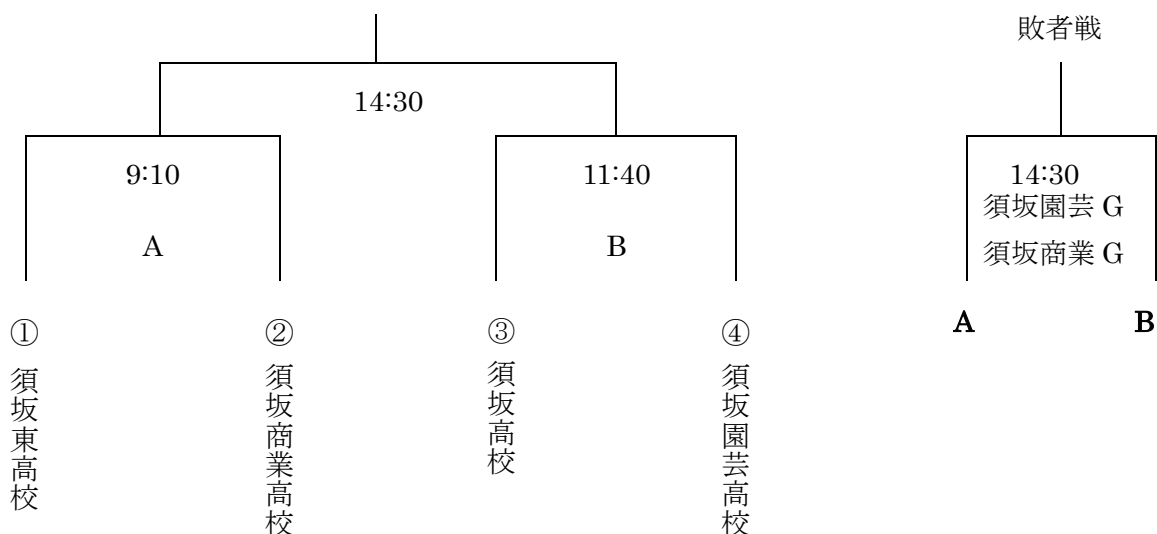 敗者戦
14:30
9:10
11:40
14:30
須坂園芸 G
須坂商業 G
A
B
A
B
①
②
③
④
須坂東高校
須坂商業高校
須坂高校
須坂園芸高校